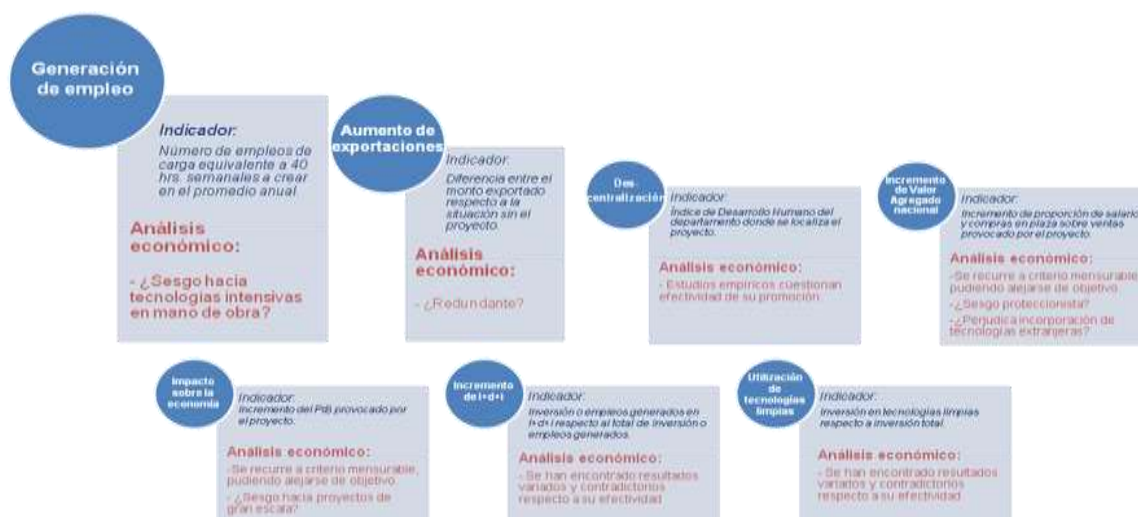 Generación
de empleo
Indicador:
Número de empleos de
carga equivalente a 40
hrs. semanales a crear
en el promedio anual
Análisis
económico:
- ¿Sesgo hacia
tecnologías intensivas
en mano de obra?
Aumento de
exportaciones
Indicador:
Diferencia entre el
monto exportado
respecto a la
situación sin el
proyecto.
Análisis
económico:
- ¿Redundante?
Des-
centralización
Indicador:
Índice de Desarrollo Humano del
departamento donde se localiza el
proyecto.
Análisis económico:
- Estudios empíricos cuestionan
efectividad de su promoción
Incremento
de Valor
Agregado
nacional
Indicador:
Incremento de proporción de salario
y compras en plaza sobre ventas
provocado por el proyecto.
Análisis económico:
-Se recurre a criterio mensurable,
pudiendo alejarse de objetivo
-¿Sesgo proteccionista?
-¿Perjudica incorporación de
tecnologías extranjeras?
Impacto
sobre la
economía
Indicador:
Incremento del PIB provocado por
el proyecto.
Análisis económico:
-Se recurre a criterio mensurable,
pudiendo alejarse de objetivo
-¿Sesgo hacia proyectos de
gran escala?
Incremento
de i+d+i
Indicador:
Inversión o empleos generados en
i+d+i respecto al total de inversión o
empleos generados.
Análisis económico:
- Se han encontrado resultados
variados y contradictorios
respecto a su efectividad
Utilización
de
tecnologías
limpias
Indicador:
Inversión en tecnologías limpias
respecto a inversión total.
Análisis económico:
- Se han encontrado resultados
variados y contradictorios
respecto a su efectividad